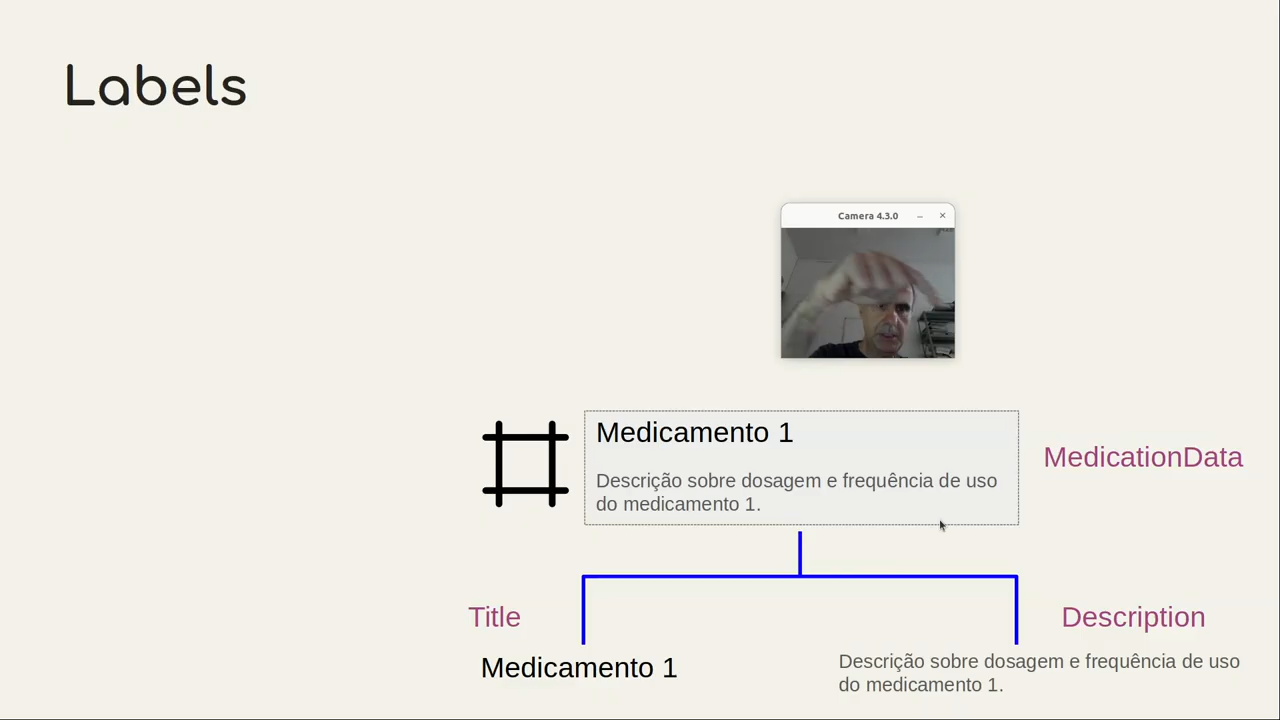 Labels
Camera 4.3.0
Medicamento 1
Descrição sobre dosagem e frequência de uso
do medicamento 1.
MedicationData
Title
Description
Medicamento 1
Descrição sobre dosagem e frequência de uso
do medicamento 1.